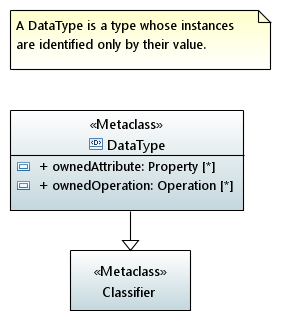 A DataType is a type whose instances
are identified only by their value.
«Metaclass»
«D» DataType
+ ownedAttribute: Property [*]
+ ownedOperation: Operation [*]
«Metaclass»
Classifier